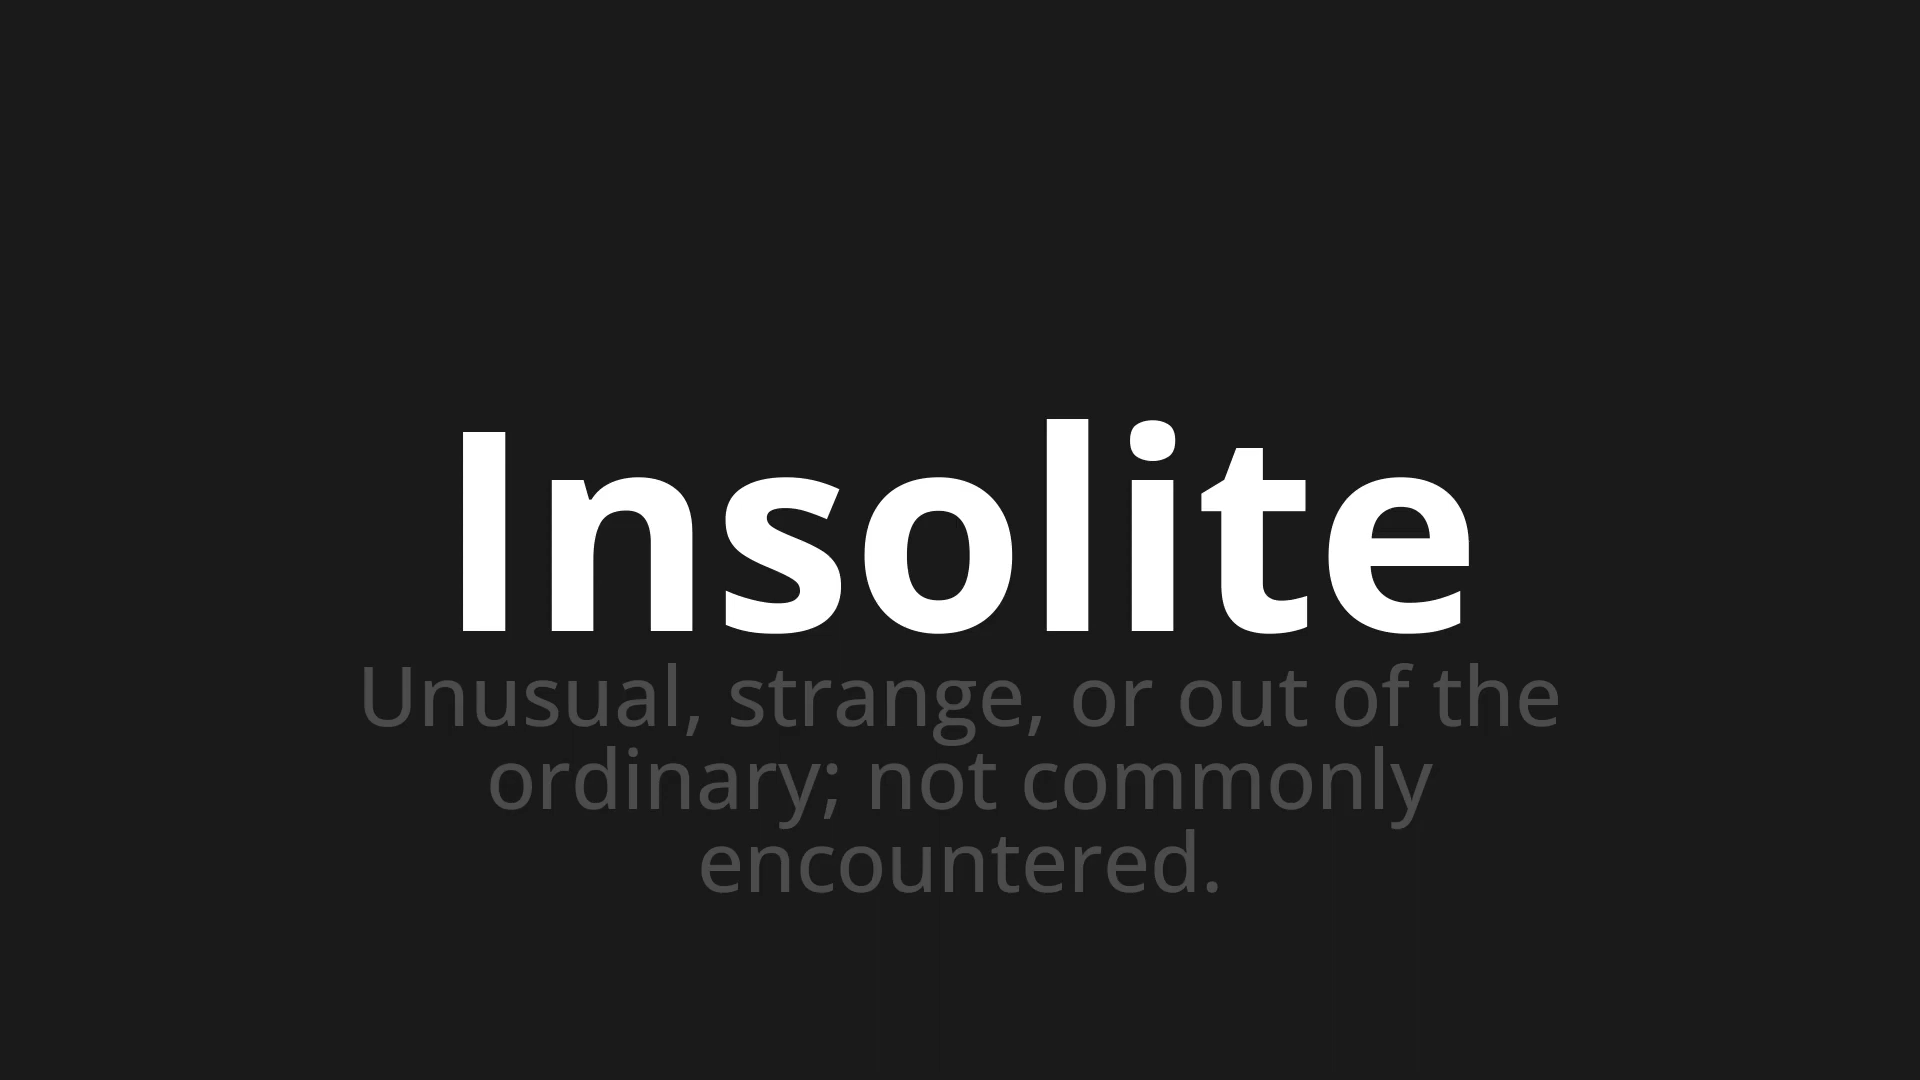 Insolite
Unusual, strange, or out of the
ordinary; not commonly
encountered.